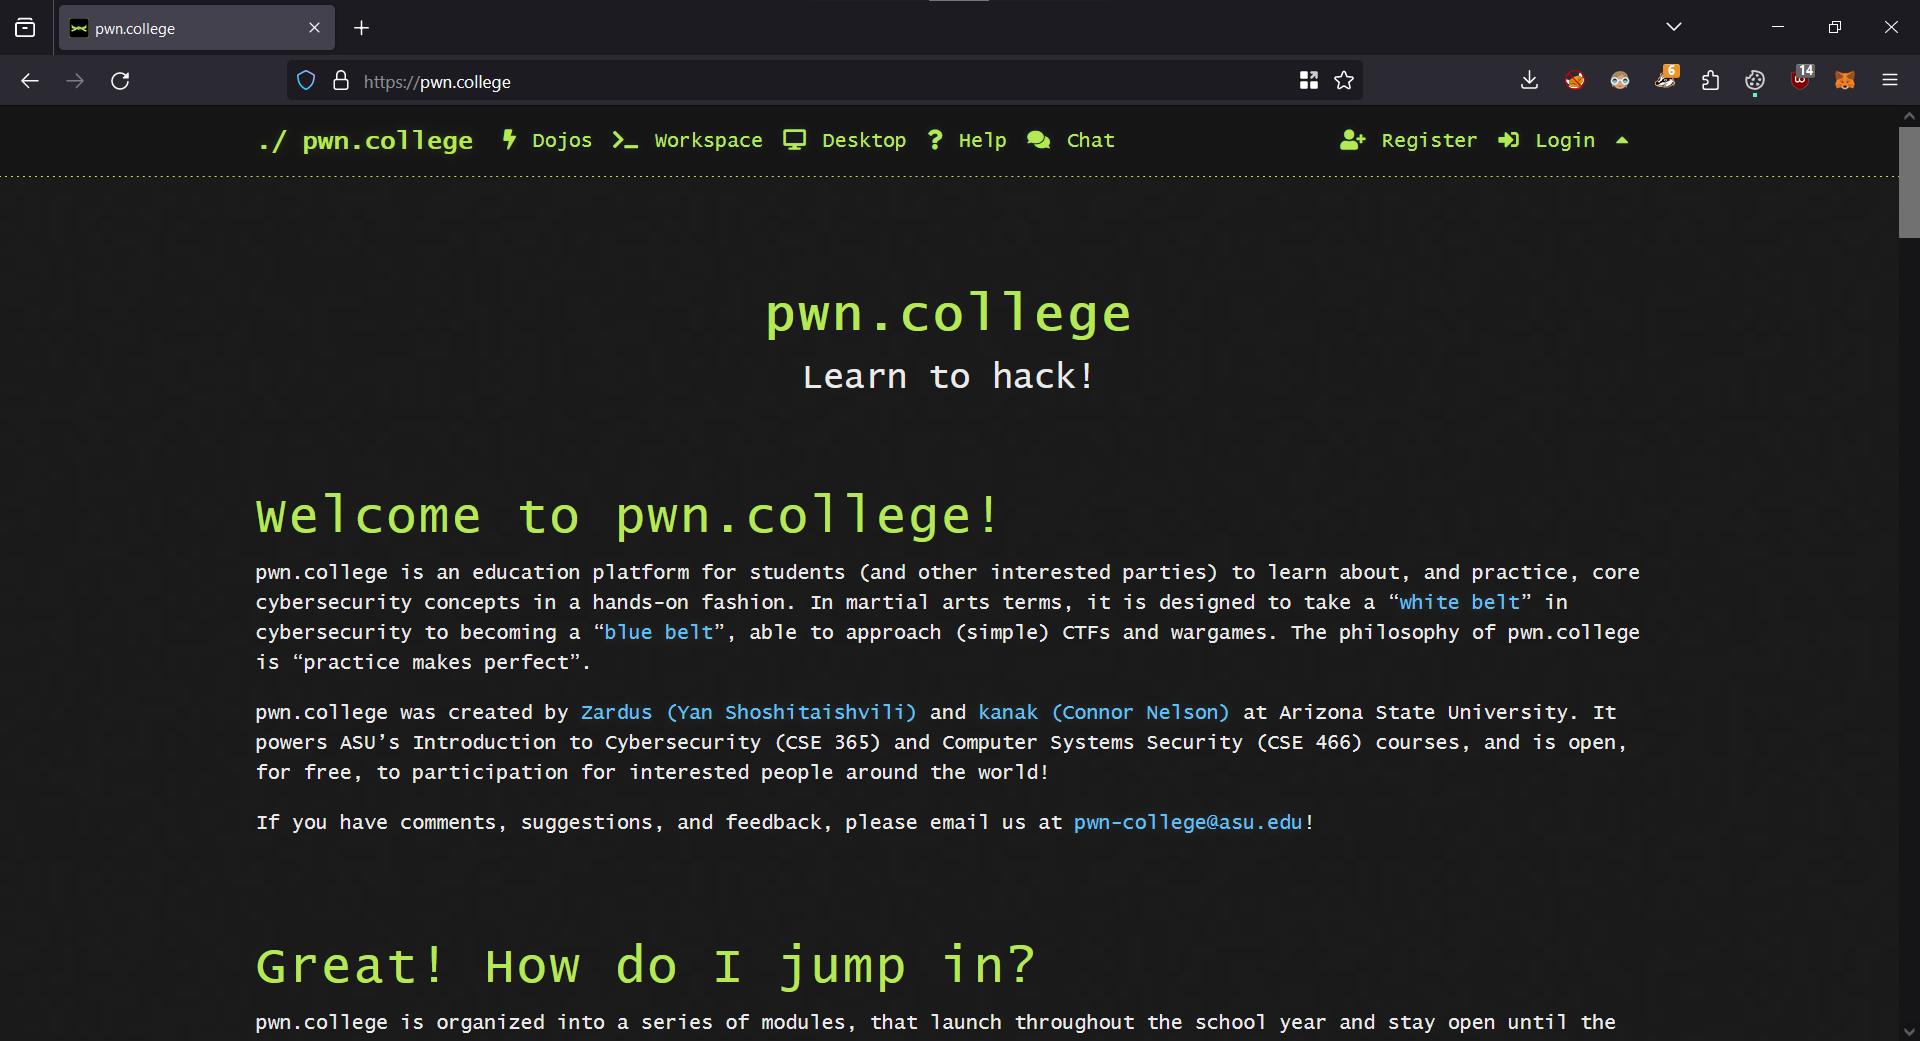 pwn.college
https://pwn.college
6
14
./ pwn.college Dojos Workspace Desktop Help Chat Register Login
pwn.college
Learn to hack!
Welcome to pwn.college!
pwn.college is an education platform for students (and other interested parties) to learn about, and practice, core
cybersecurity concepts in a hands-on fashion. In martial arts terms, it is designed to take a “white belt” in
cybersecurity to becoming a “blue belt”, able to approach (simple) CTFs and wargames. The philosophy of pwn.college
is “practice makes perfect”.
pwn.college was created by Zardus (Yan Shoshitaishvili) and kanak (Connor Nelson) at Arizona State University. It
powers ASU’s Introduction to Cybersecurity (CSE 365) and Computer Systems Security (CSE 466) courses, and is open,
for free, to participation for interested people around the world!
If you have comments, suggestions, and feedback, please email us at pwn-college@asu.edu!
Great! How do I jump in?
pwn.college is organized into a series of modules, that launch throughout the school year and stay open until the